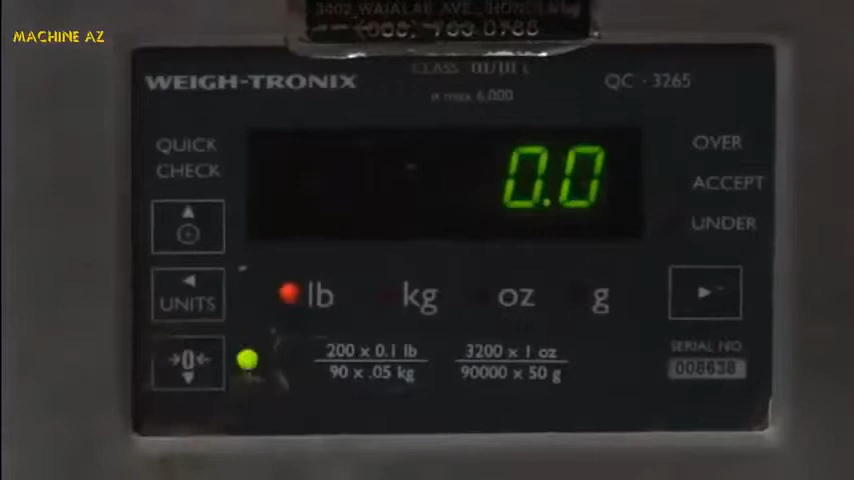 MACHINE AZ
3402 WAIALAE AVE., HONOLULU
WEIGH-TRONIX
CLASS III/III L
n max 6,000
QC - 3265
QUICK
CHECK
0.0
OVER
ACCEPT
UNDER
UNITS
lb kg oz g
→0←
200 x 0.1 lb
90 x .05 kg
3200 x 1 oz
90000 x 50 g
SERIAL NO
008638